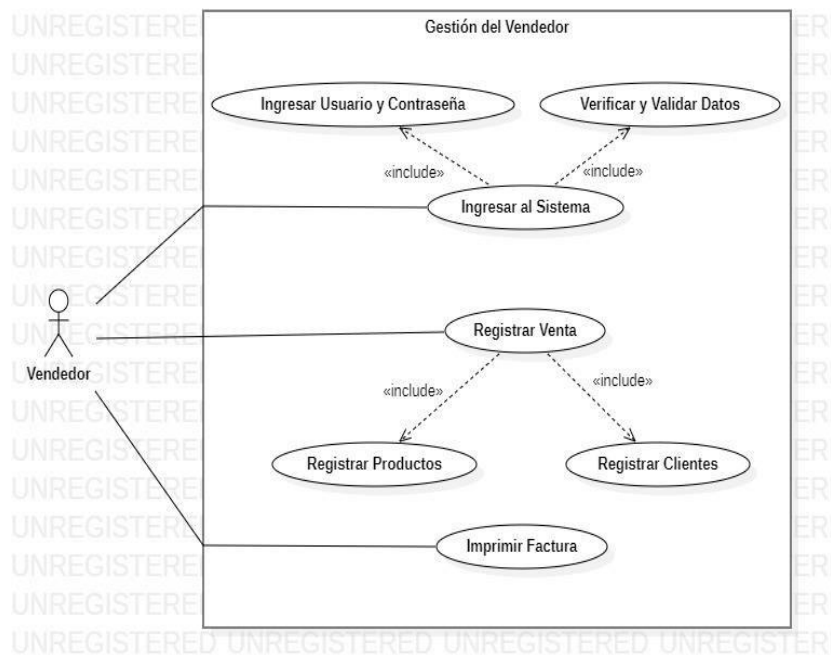 Gestión del Vendedor
Ingresar Usuario y Contraseña
Verificar y Validar Datos
«include»
«include»
Ingresar al Sistema
Registrar Venta
Vendedor
«include»
«include»
Registrar Productos
Registrar Clientes
Imprimir Factura
UNREGISTERED UNREGISTERED UNREGISTERED UNREGISTERED